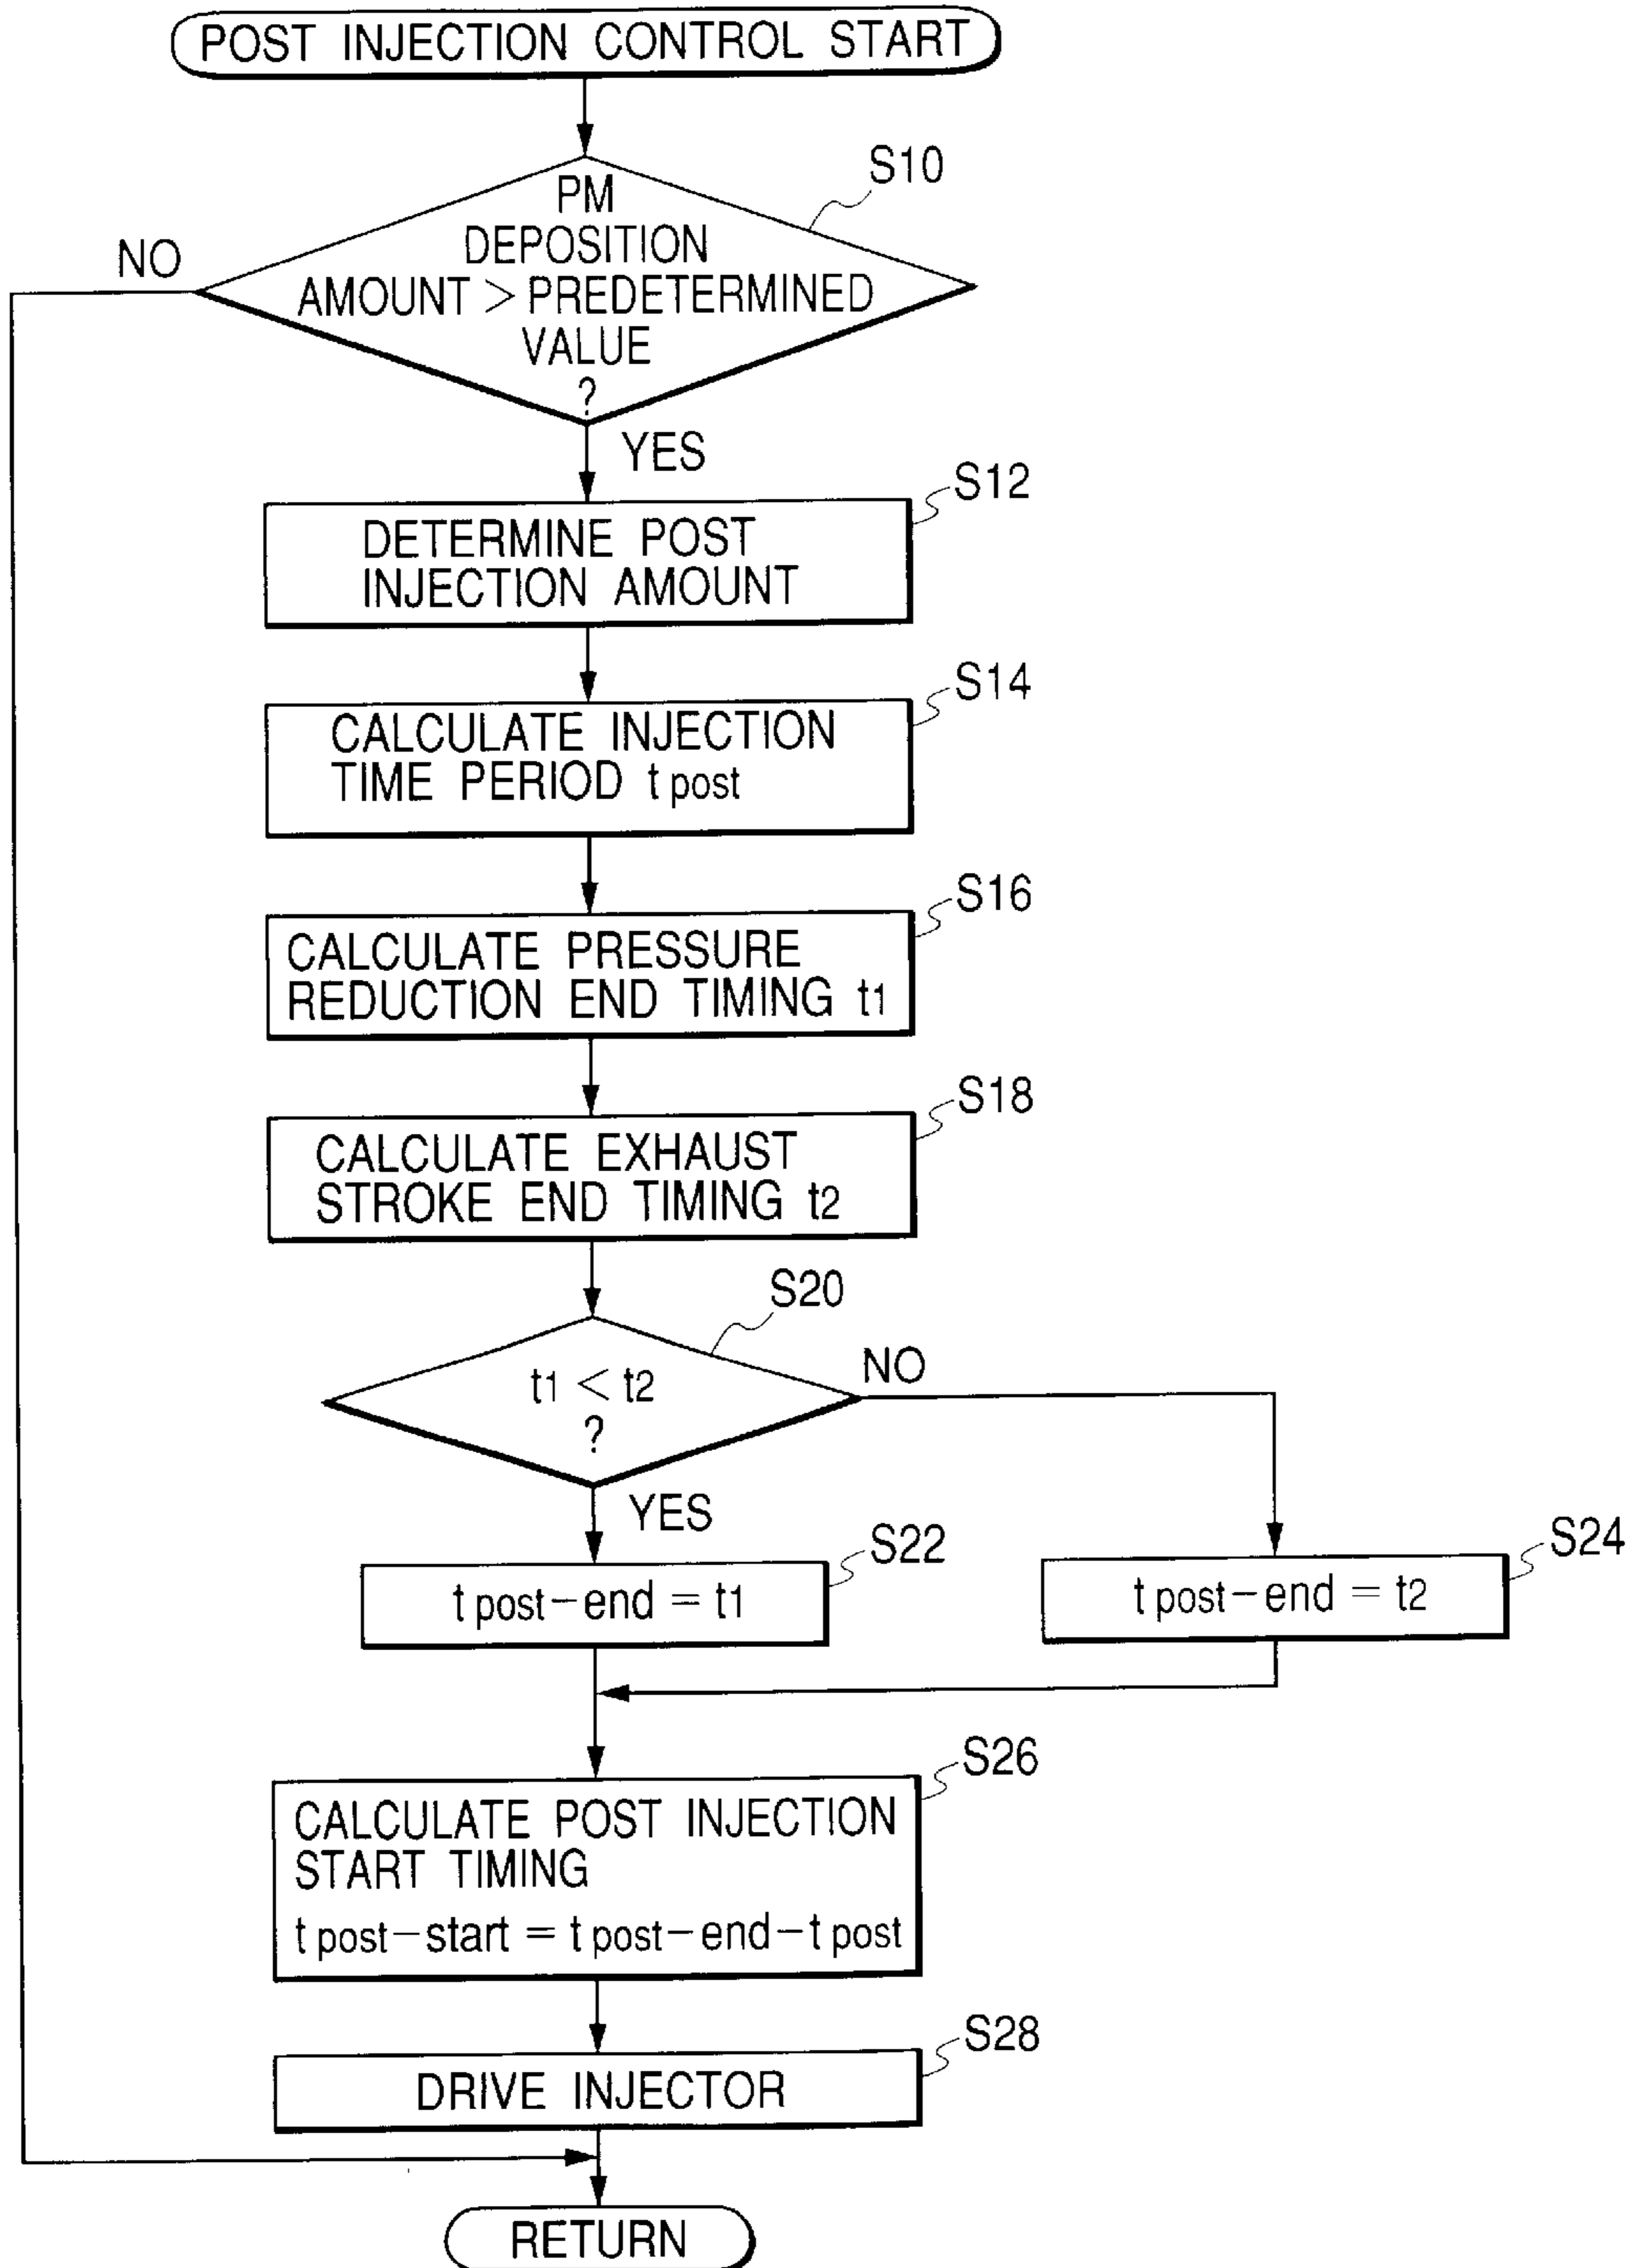 POST INJECTION CONTROL START
S10
PM
DEPOSITION
AMOUNT > PREDETERMINED
VALUE
?
NO
YES
S12
DETERMINE POST
INJECTION AMOUNT
S14
CALCULATE INJECTION
TIME PERIOD t post
S16
CALCULATE PRESSURE
REDUCTION END TIMING t1
S18
CALCULATE EXHAUST
STROKE END TIMING t2
S20
t1 < t2
?
NO
YES
S22
t post-end = t1
S24
t post-end = t2
S26
CALCULATE POST INJECTION
START TIMING
t post-start = t post-end-t post
S28
DRIVE INJECTOR
RETURN